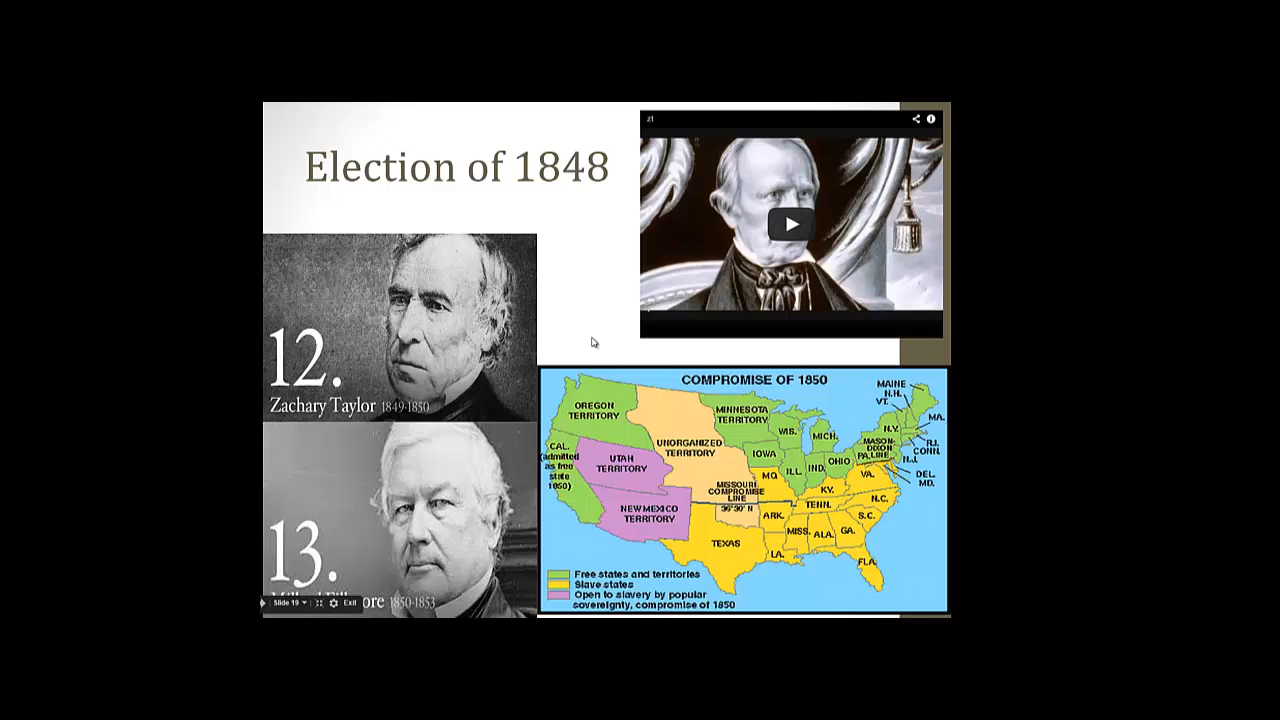 Election of 1848
z1
12.
Zachary Taylor 1849-1850
13.
ore 1850-1853
Slide 19
Exit
COMPROMISE OF 1850
OREGON
TERRITORY
MINNESOTA
TERRITORY
UNORGANIZED
TERRITORY
UTAH
TERRITORY
NEW MEXICO
TERRITORY
CAL.
(admitted
as free
state
1850)
WIS.
MICH.
IOWA
ILL.
IND.
OHIO
PA.
MASON-
DIXON
LINE
N.Y.
MAINE
N.H.
VT.
MA.
R.I.
CONN.
N.J.
DEL.
MD.
MO.
KY.
VA.
MISSOURI
COMPROMISE
LINE
36°30' N
TENN.
N.C.
ARK.
S.C.
MISS.
ALA.
GA.
TEXAS
LA.
FLA.
Free states and territories
Slave states
Open to slavery by popular
sovereignty, compromise of 1850